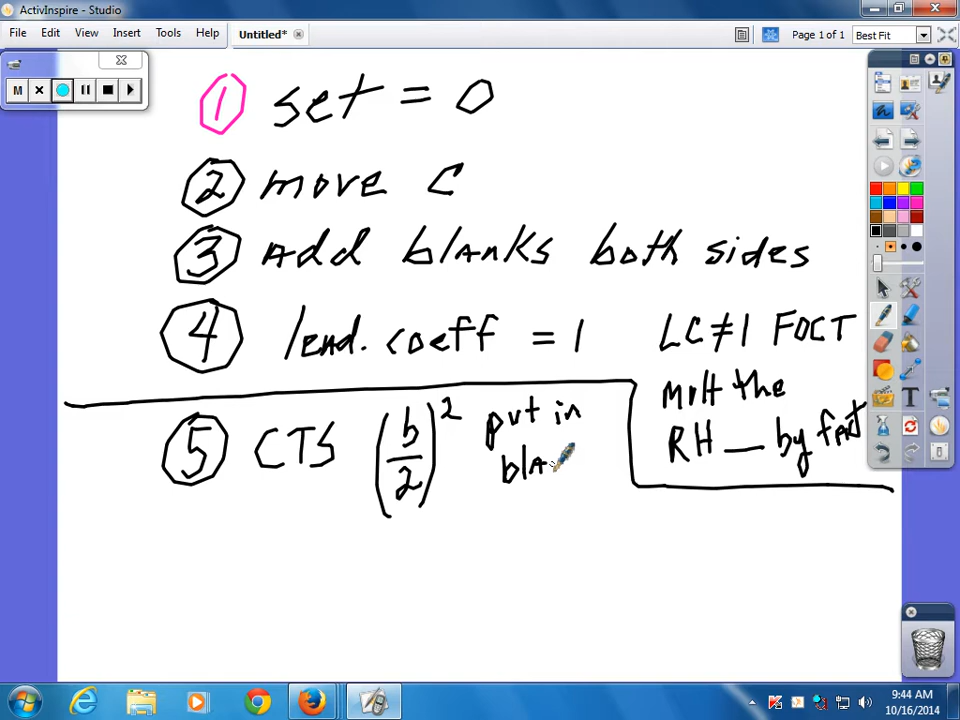 ActivInspire - Studio
File Edit View Insert Tools Help Untitled* Page 1 of 1 Best Fit
M
① set = 0
② move C
③ Add blanks both sides
④ lead. coeff = 1 LC ≠ 1 FOCT
Mult the
RH __ by fact
⑤ CTS (b/2)² put in
bla
T
9:44 AM
10/16/2014